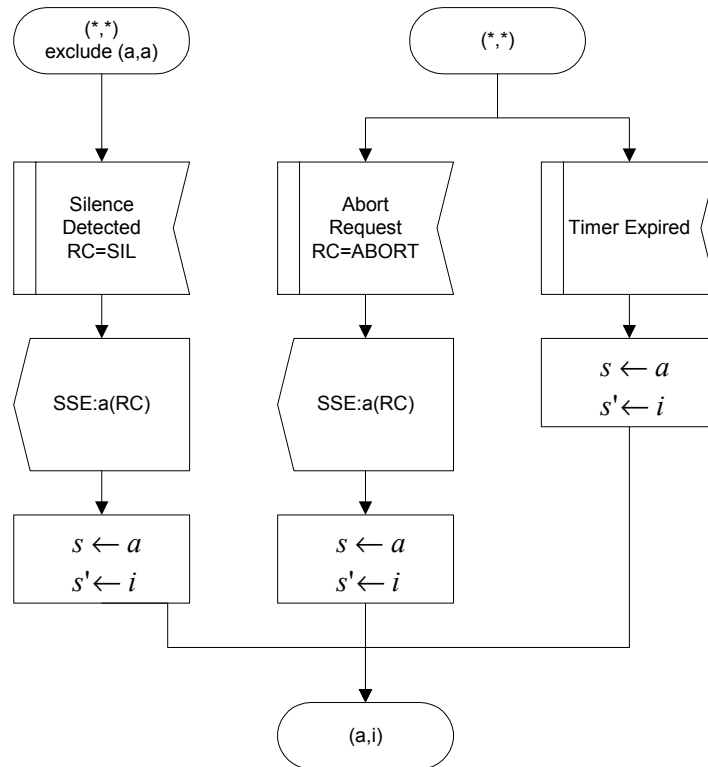 (*,*)
exclude (a,a)
(*,*)
Silence
Detected
RC=SIL
Abort
Request
RC=ABORT
Timer Expired
SSE:a(RC)
SSE:a(RC)
s ← a
s' ← i
s ← a
s' ← i
s ← a
s' ← i
(a,i)